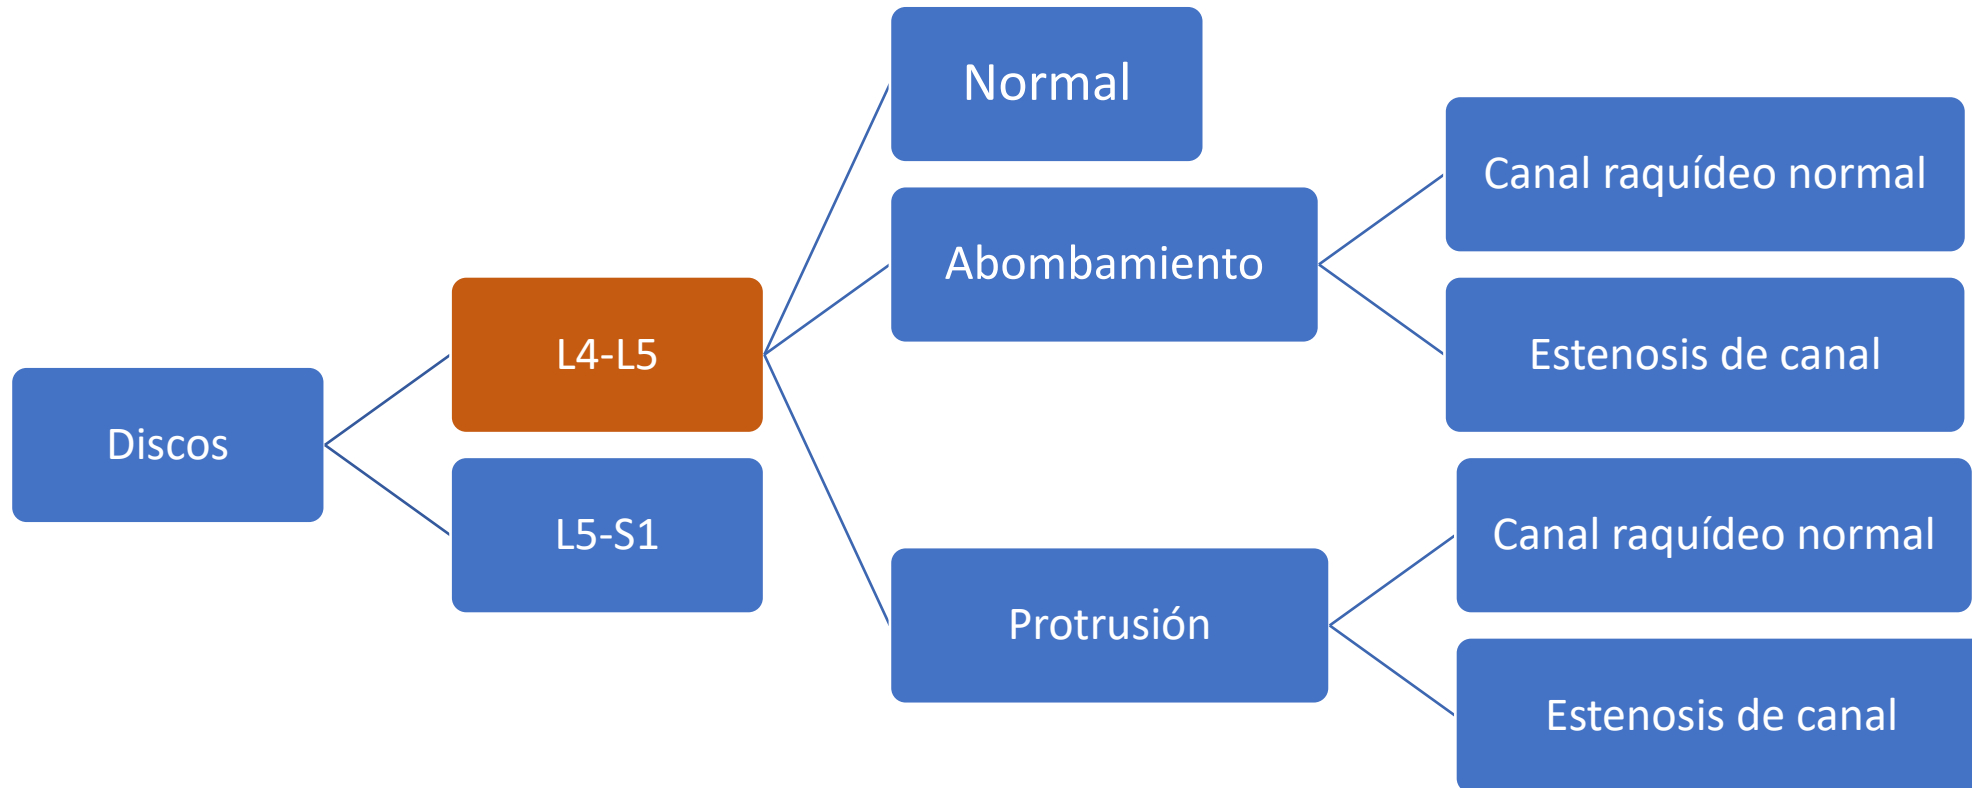 Discos
L4-L5
L5-S1
Normal
Abombamiento
Protrusión
Canal raquídeo normal
Estenosis de canal
Canal raquídeo normal
Estenosis de canal